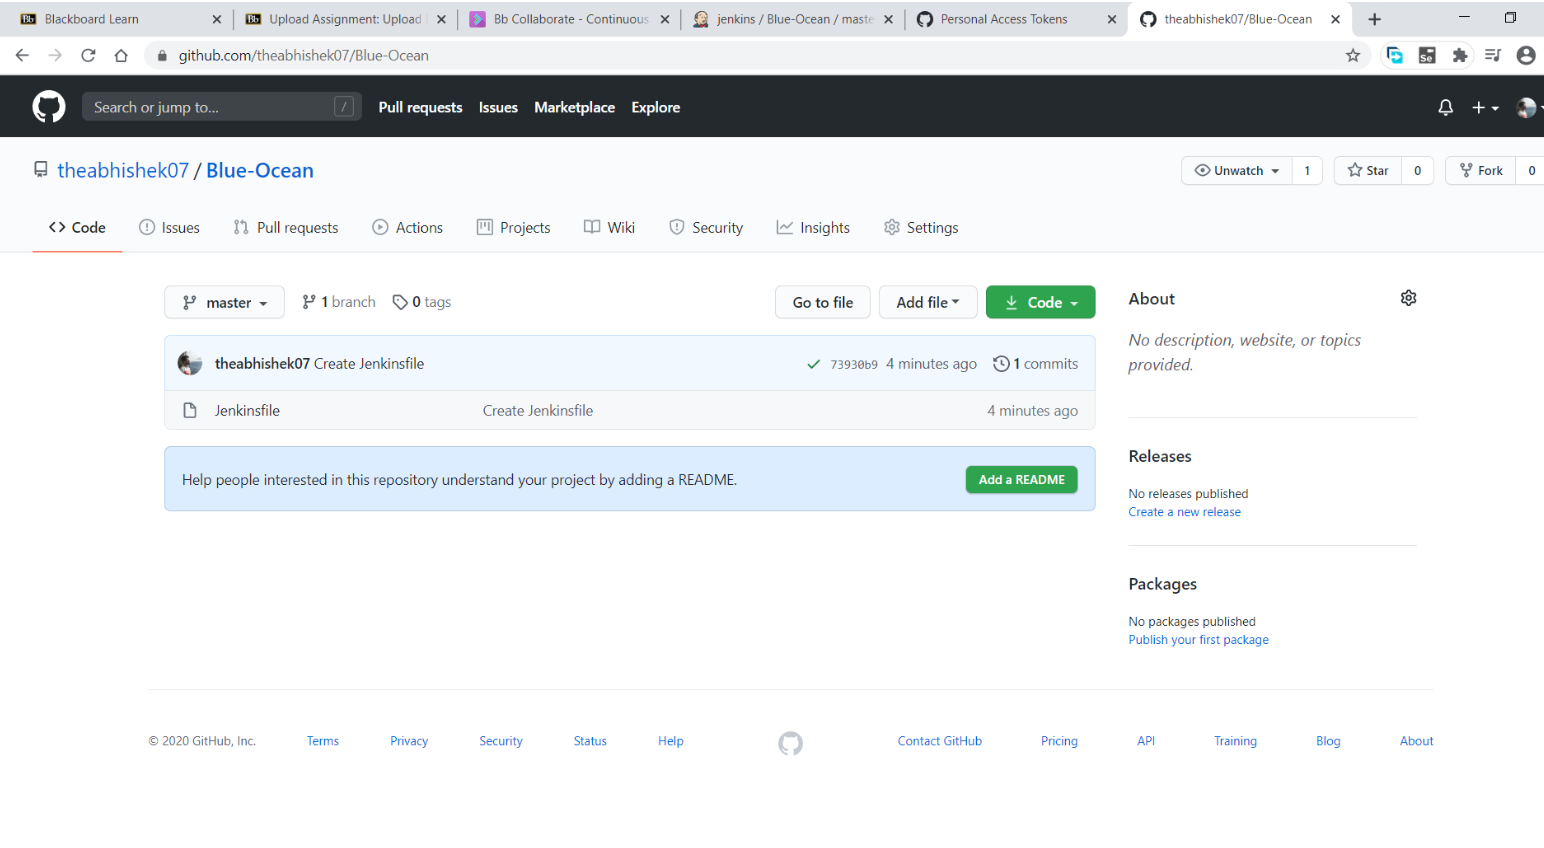 Bb Blackboard Learn
Bb Upload Assignment: Upload
Bb Collaborate - Continuous
jenkins / Blue-Ocean / maste
Personal Access Tokens
theabhishek07/Blue-Ocean
github.com/theabhishek07/Blue-Ocean
Se
Search or jump to... /
Pull requests Issues Marketplace Explore
theabhishek07 / Blue-Ocean
Unwatch 1 Star 0 Fork 0
Code Issues Pull requests Actions Projects Wiki Security Insights Settings
master 1 branch 0 tags Go to file Add file Code
theabhishek07 Create Jenkinsfile 73930b9 4 minutes ago 1 commits
Jenkinsfile Create Jenkinsfile 4 minutes ago
Help people interested in this repository understand your project by adding a README. Add a README
About
No description, website, or topics
provided.
Releases
No releases published
Create a new release
Packages
No packages published
Publish your first package
© 2020 GitHub, Inc. Terms Privacy Security Status Help Contact GitHub Pricing API Training Blog About